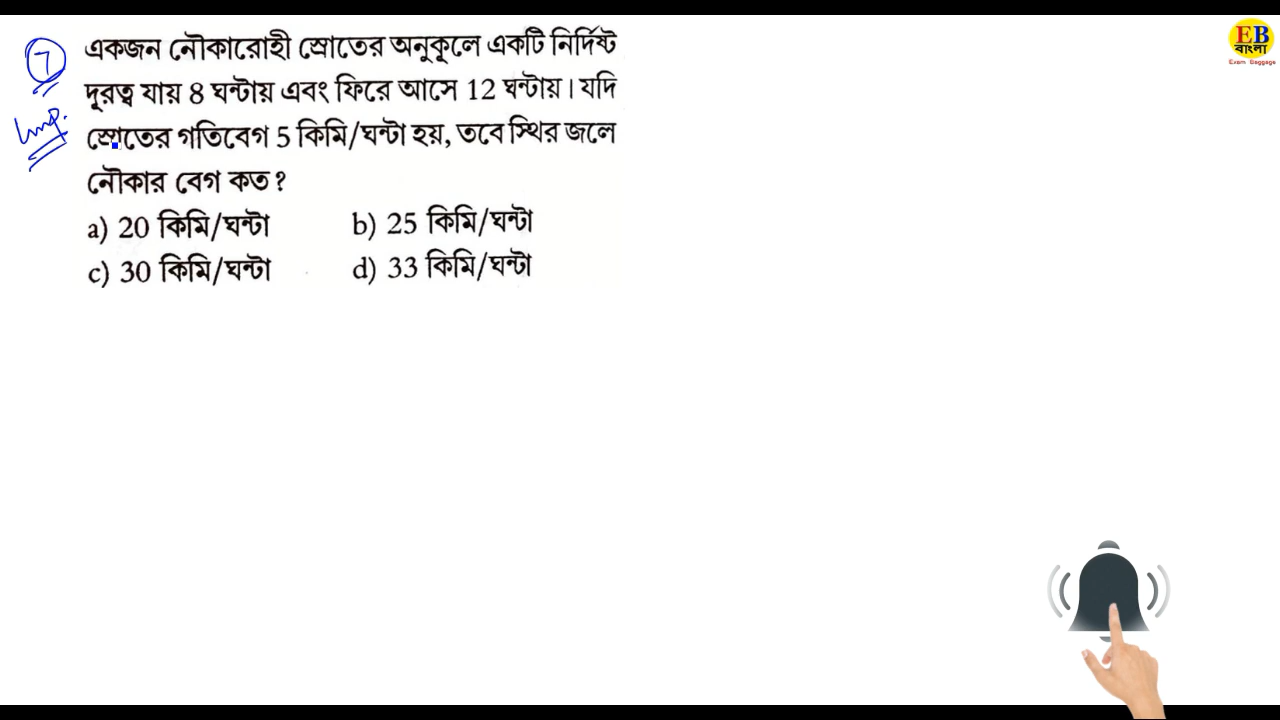 7
Imp.
একজন নৌকারোহী স্রোতের অনুকূলে একটি নির্দিষ্ট
দূরত্ব যায় 8 ঘন্টায় এবং ফিরে আসে 12 ঘন্টায়। যদি
স্রোতের গতিবেগ 5 কিমি/ঘন্টা হয়, তবে স্থির জলে
নৌকার বেগ কত?
a) 20 কিমি/ঘন্টা b) 25 কিমি/ঘন্টা
c) 30 কিমি/ঘন্টা d) 33 কিমি/ঘন্টা
EB
বাংলা
Exam Baggage